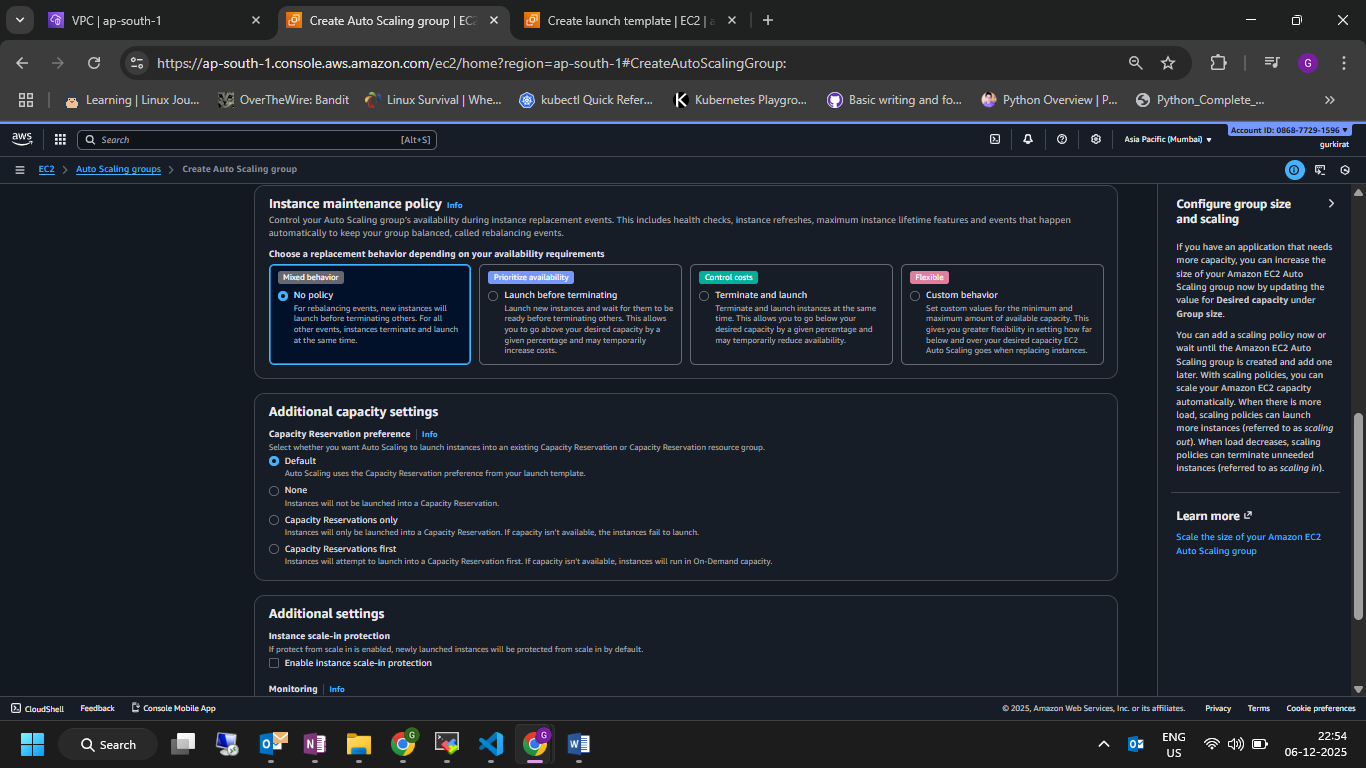 VPC | ap-south-1
Create Auto Scaling group | EC2
Create launch template | EC2 | a
https://ap-south-1.console.aws.amazon.com/ec2/home?region=ap-south-1#CreateAutoScalingGroup:
G
Learning | Linux Jou...
OverTheWire: Bandit
Linux Survival | Whe...
kubectl Quick Refer...
Kubernetes Playgro...
Basic writing and fo...
Python Overview | P...
Python_Complete_...
aws
Search
[Alt+S]
Asia Pacific (Mumbai)
Account ID: 0868-7729-1596
gurkirat
EC2
Auto Scaling groups
Create Auto Scaling group
Instance maintenance policy Info
Control your Auto Scaling group's availability during instance replacement events. This includes health checks, instance refreshes, maximum instance lifetime features and events that happen
automatically to keep your group balanced, called rebalancing events.
Choose a replacement behavior depending on your availability requirements
Mixed behavior
No policy
For rebalancing events, new instances will
launch before terminating others. For all
other events, instances terminate and launch
at the same time.
Prioritize availability
Launch before terminating
Launch new instances and wait for them to be
ready before terminating others. This allows
you to go above your desired capacity by a
given percentage and may temporarily
increase costs.
Control costs
Terminate and launch
Terminate and launch instances at the same
time. This allows you to go below your
desired capacity by a given percentage and
may temporarily reduce availability.
Flexible
Custom behavior
Set custom values for the minimum and
maximum amount of available capacity. This
gives you greater flexibility in setting how far
below and over your desired capacity EC2
Auto Scaling goes when replacing instances.
Additional capacity settings
Capacity Reservation preference | Info
Select whether you want Auto Scaling to launch instances into an existing Capacity Reservation or Capacity Reservation resource group.
Default
Auto Scaling uses the Capacity Reservation preference from your launch template.
None
Instances will not be launched into a Capacity Reservation.
Capacity Reservations only
Instances will only be launched into a Capacity Reservation. If capacity isn't available, the instances fail to launch.
Capacity Reservations first
Instances will attempt to launch into a Capacity Reservation first. If capacity isn't available, instances will run in On-Demand capacity.
Additional settings
Instance scale-in protection
If protect from scale in is enabled, newly launched instances will be protected from scale in by default.
Enable instance scale-in protection
Monitoring | Info
Configure group size
and scaling
If you have an application that needs
more capacity, you can increase the
size of your Amazon EC2 Auto
Scaling group now by updating the
value for Desired capacity under
Group size.
You can add a scaling policy now or
wait until the Amazon EC2 Auto
Scaling group is created and add one
later. With scaling policies, you can
scale your Amazon EC2 capacity
automatically. When there is more
load, scaling policies can launch
more instances (referred to as scaling
out). When load decreases, scaling
policies can terminate unneeded
instances (referred to as scaling in).
Learn more
Scale the size of your Amazon EC2
Auto Scaling group
CloudShell
Feedback
Console Mobile App
© 2025, Amazon Web Services, Inc. or its affiliates.
Privacy
Terms
Cookie preferences
Search
ENG
US
22:54
06-12-2025